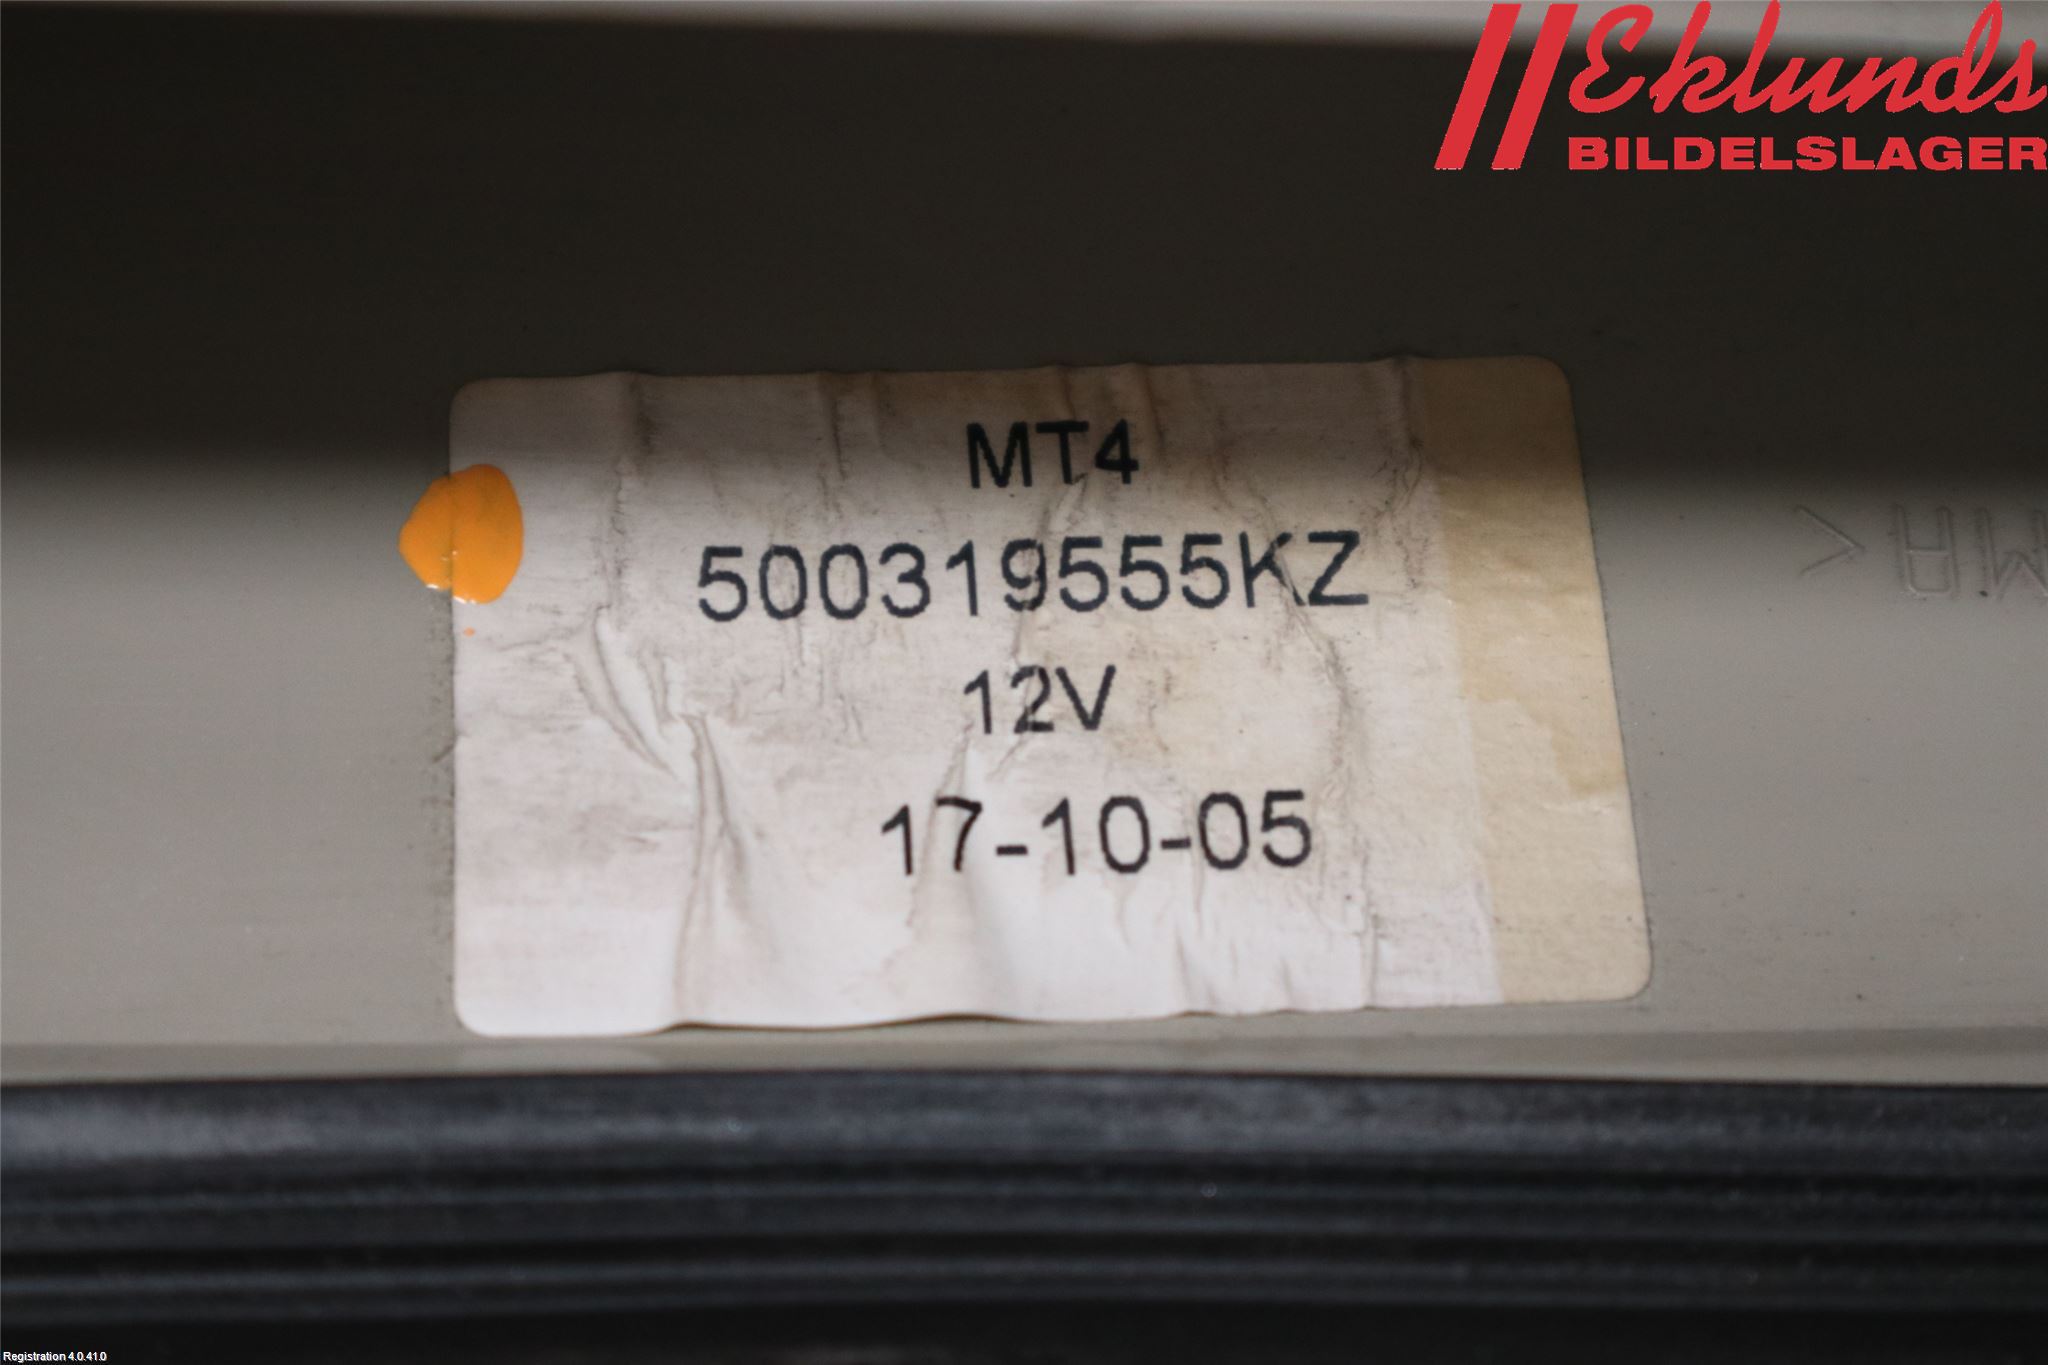 Eklunds
BILDELSLAGER
MT4
500319555KZ
12V
17-10-05
Registration 4.0.41.0